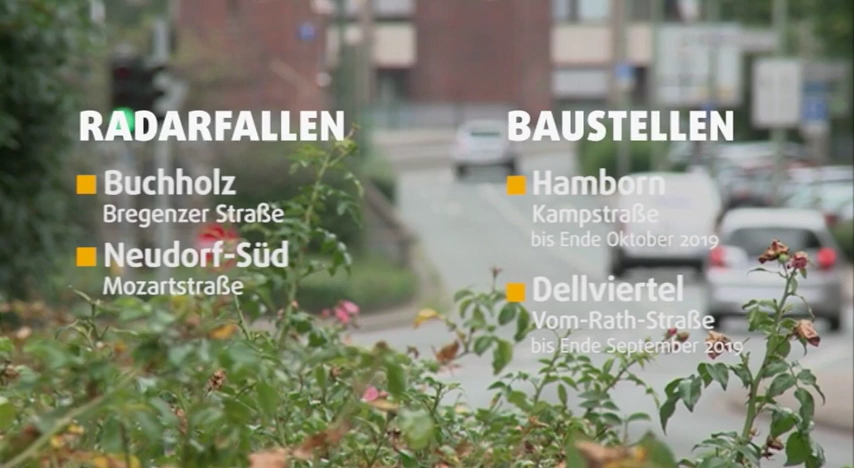 RADARFALLEN
Buchholz
Bregenzer Straße
Neudorf-Süd
Mozartstraße
BAUSTELLEN
Hamborn
Kampstraße
bis Ende Oktober 2019
Dellviertel
Vom-Rath-Straße
bis Ende September 2019